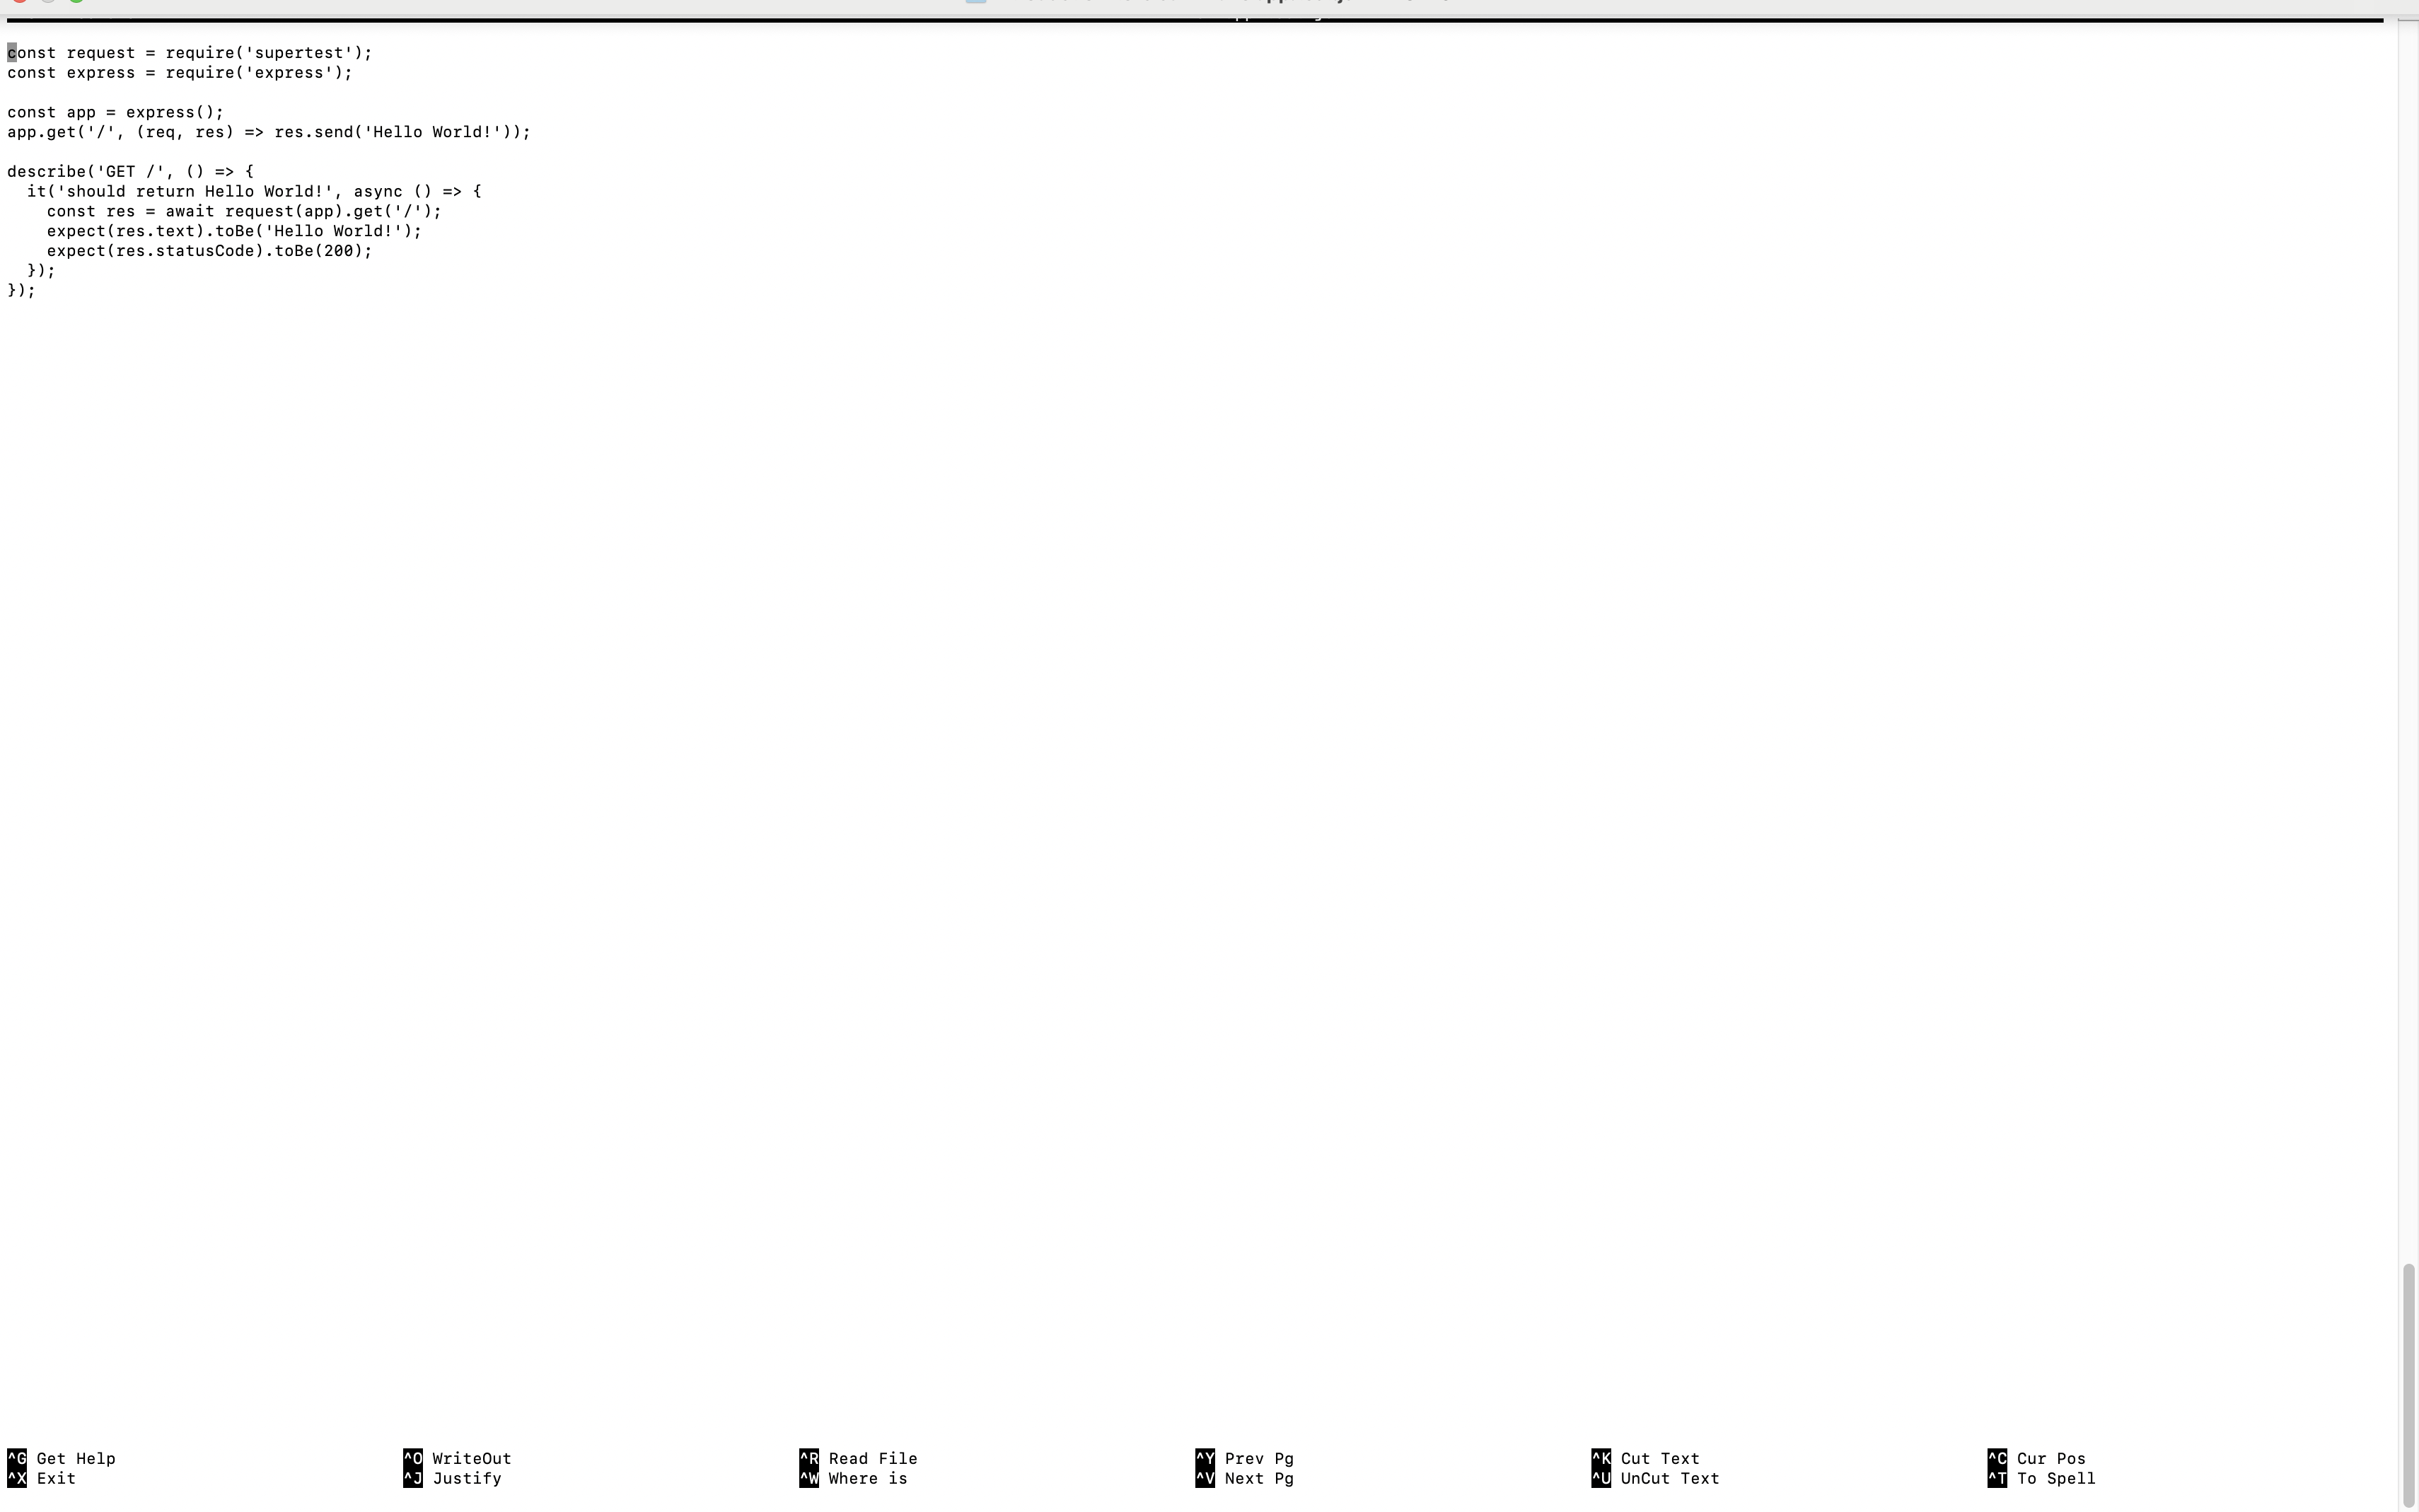 const request = require('supertest');
const express = require('express');
const app = express();
app.get('/', (req, res) => res.send('Hello World!'));
describe('GET /', () => {
  it('should return Hello World!', async () => {
    const res = await request(app).get('/');
    expect(res.text).toBe('Hello World!');
    expect(res.statusCode).toBe(200);
  });
});
^G Get Help ^O WriteOut ^R Read File ^Y Prev Pg ^K Cut Text ^C Cur Pos
^X Exit ^J Justify ^W Where is ^V Next Pg ^U UnCut Text ^T To Spell